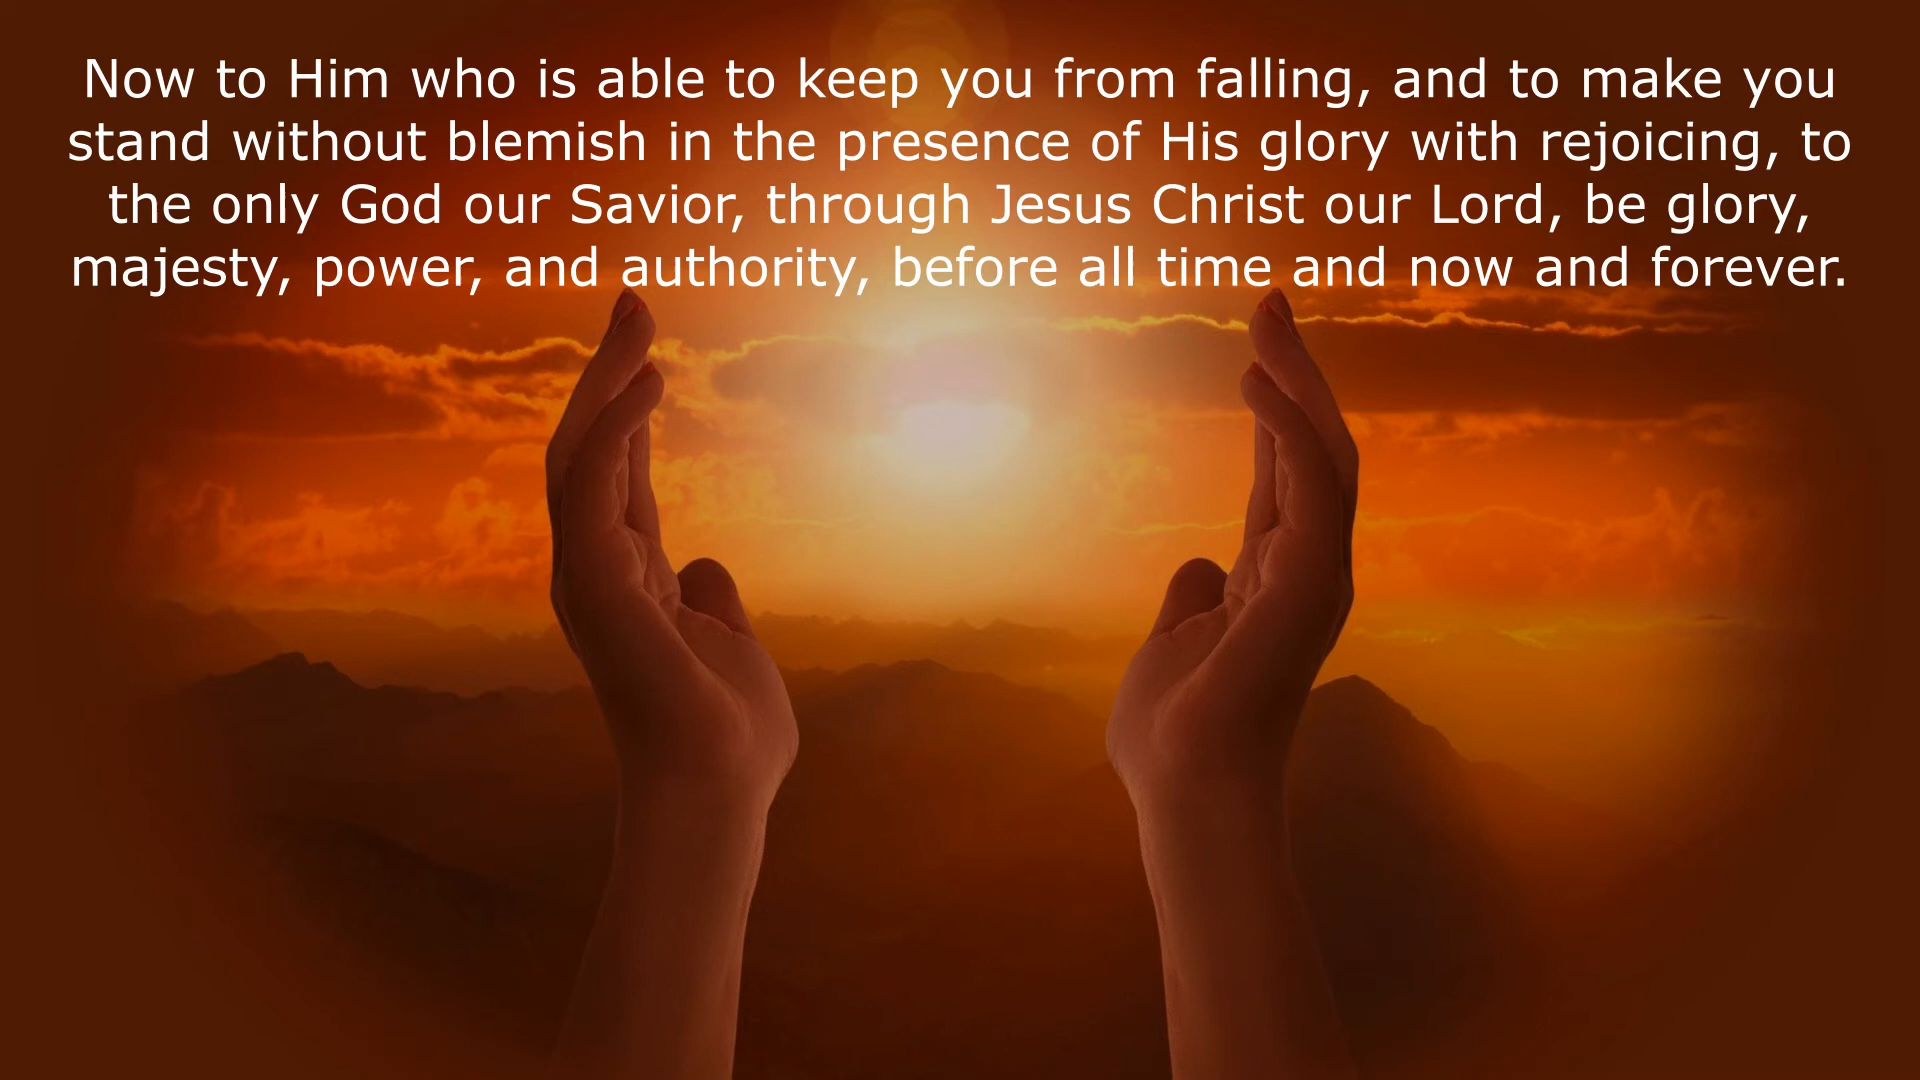 Now to Him who is able to keep you from falling, and to make you
stand without blemish in the presence of His glory with rejoicing, to
the only God our Savior, through Jesus Christ our Lord, be glory,
majesty, power, and authority, before all time and now and forever.